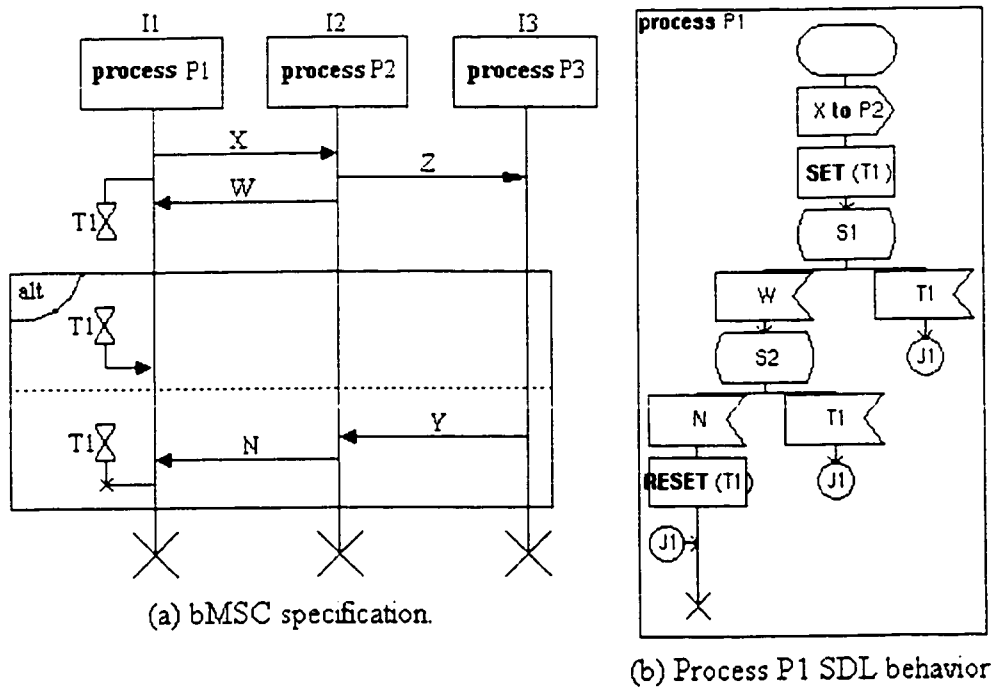 I1 I2 I3
process P1 process P2 process P3
X
Z
W
T1
alt
T1
Y
T1
N
(a) bMSC specification.
process P1
X to P2
SET (T1)
S1
W T1
J1
S2
N T1
RESET (T1)
J1
J1
(b) Process P1 SDL behavior